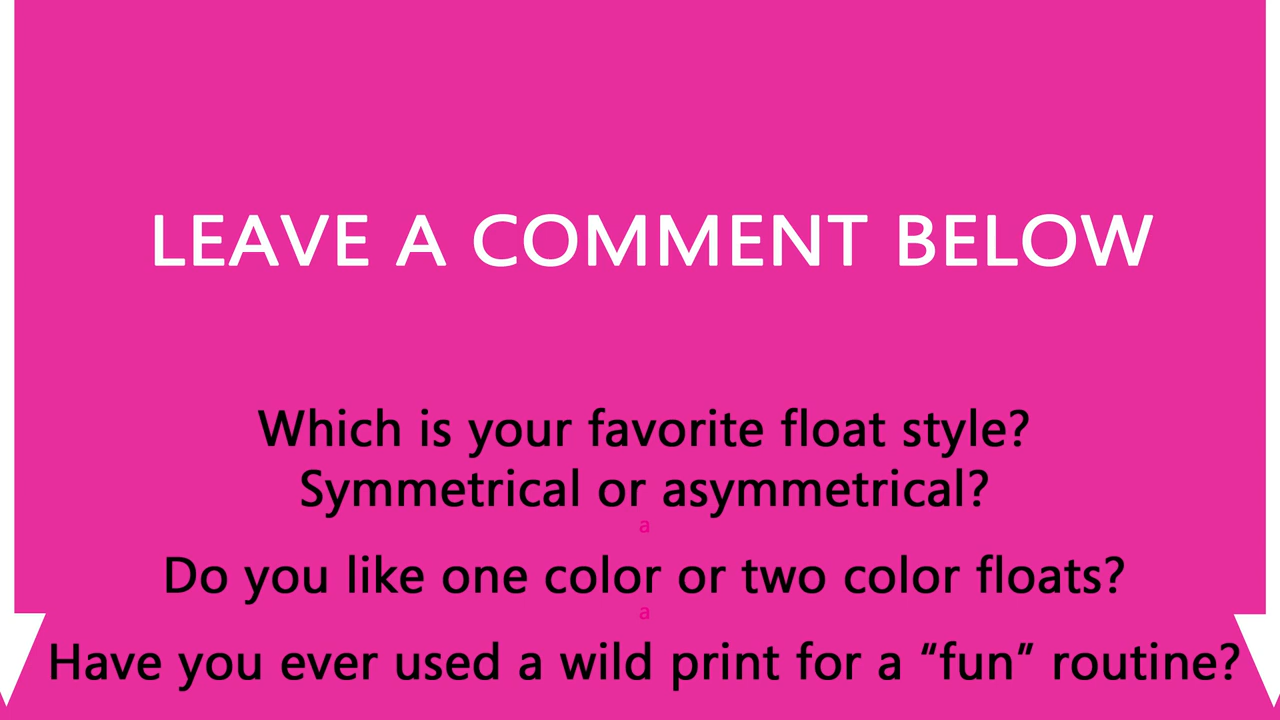 LEAVE A COMMENT BELOW
Which is your favorite float style?
Symmetrical or asymmetrical?
a
Do you like one color or two color floats?
a
Have you ever used a wild print for a “fun” routine?